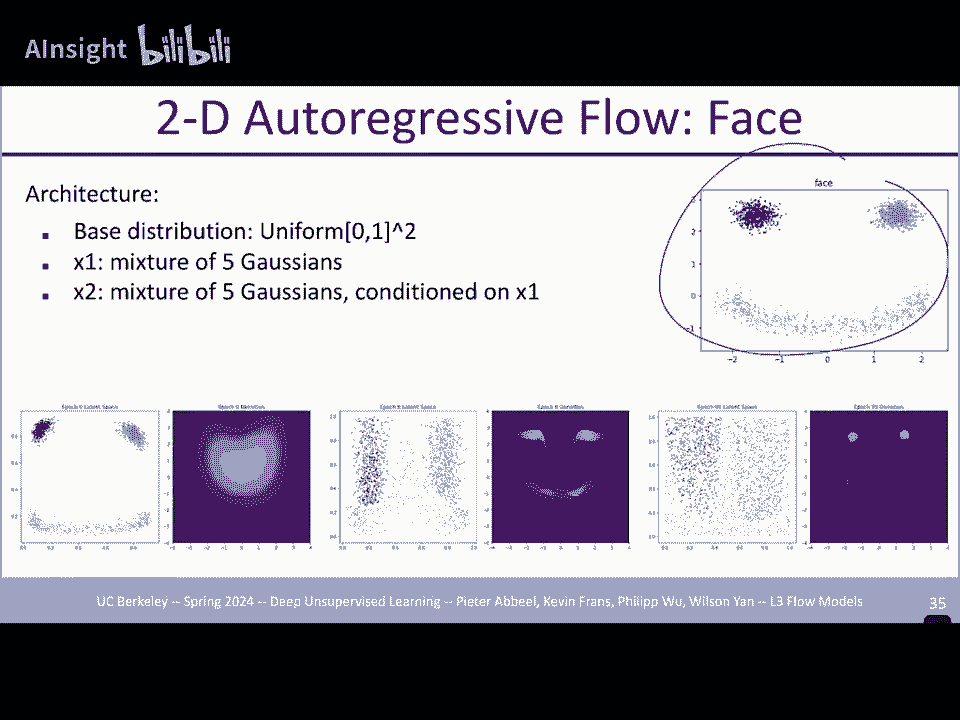 AInsight bilibili
2-D Autoregressive Flow: Face
Architecture:
Base distribution: Uniform[0,1]^2
x1: mixture of 5 Gaussians
x2: mixture of 5 Gaussians, conditioned on x1
face
3
2
1
0
-1
-2 -1 0 1 2
UC Berkeley -- Spring 2024 -- Deep Unsupervised Learning -- Pieter Abbeel, Kevin Frans, Philipp Wu, Wilson Yan -- L3 Flow Models
35